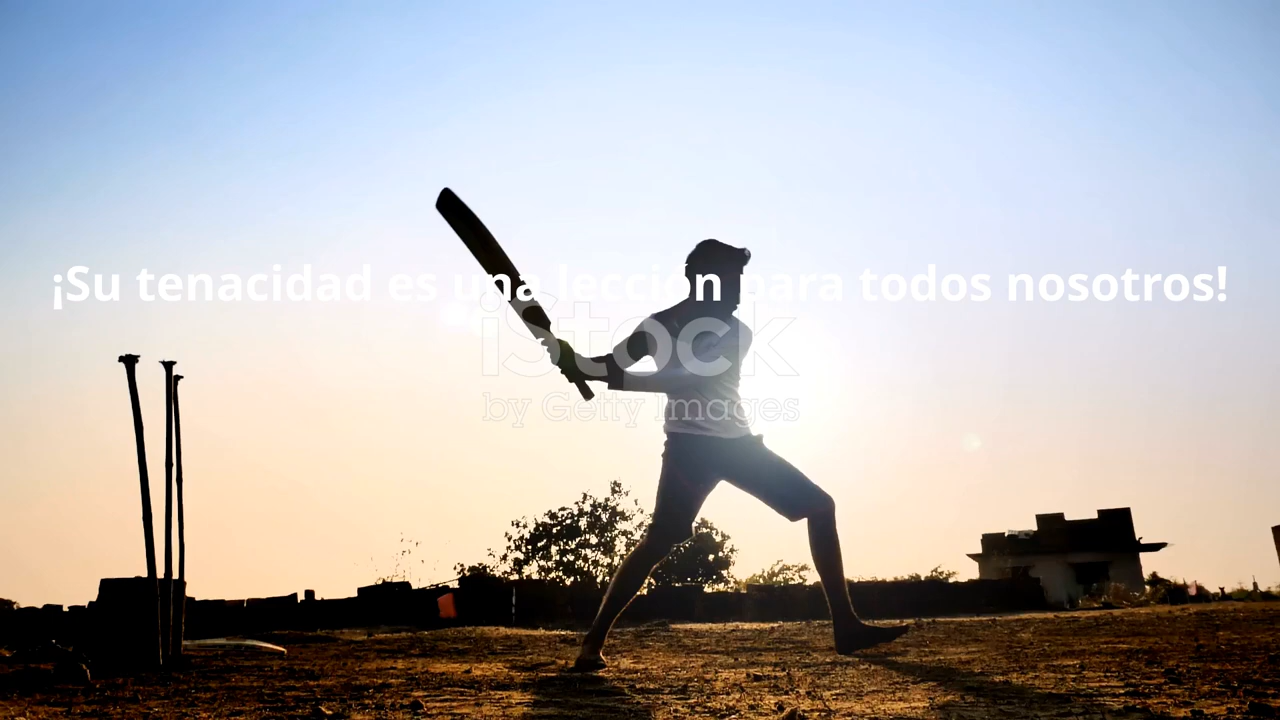 ¡Su tenacidad es una lección para todos nosotros!
iStock
by Getty Images